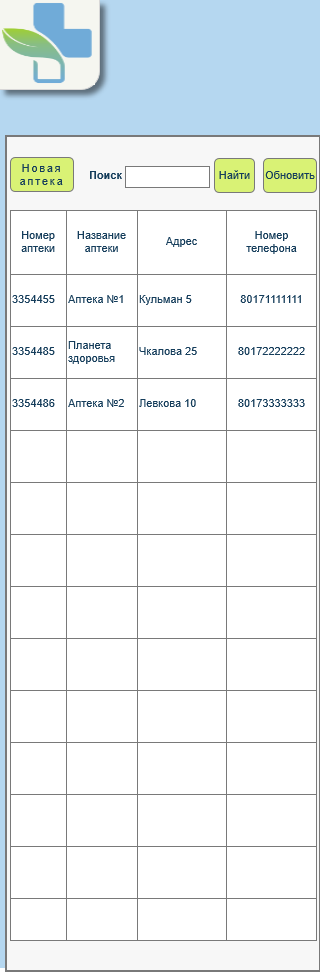 Новая
аптека
Поиск
Найти
Обновить
Номер
аптеки
Название
аптеки
Адрес
Номер
телефона
3354455
Аптека №1
Кульман 5
80171111111
3354485
Планета
здоровья
Чкалова 25
80172222222
3354486
Аптека №2
Левкова 10
80173333333